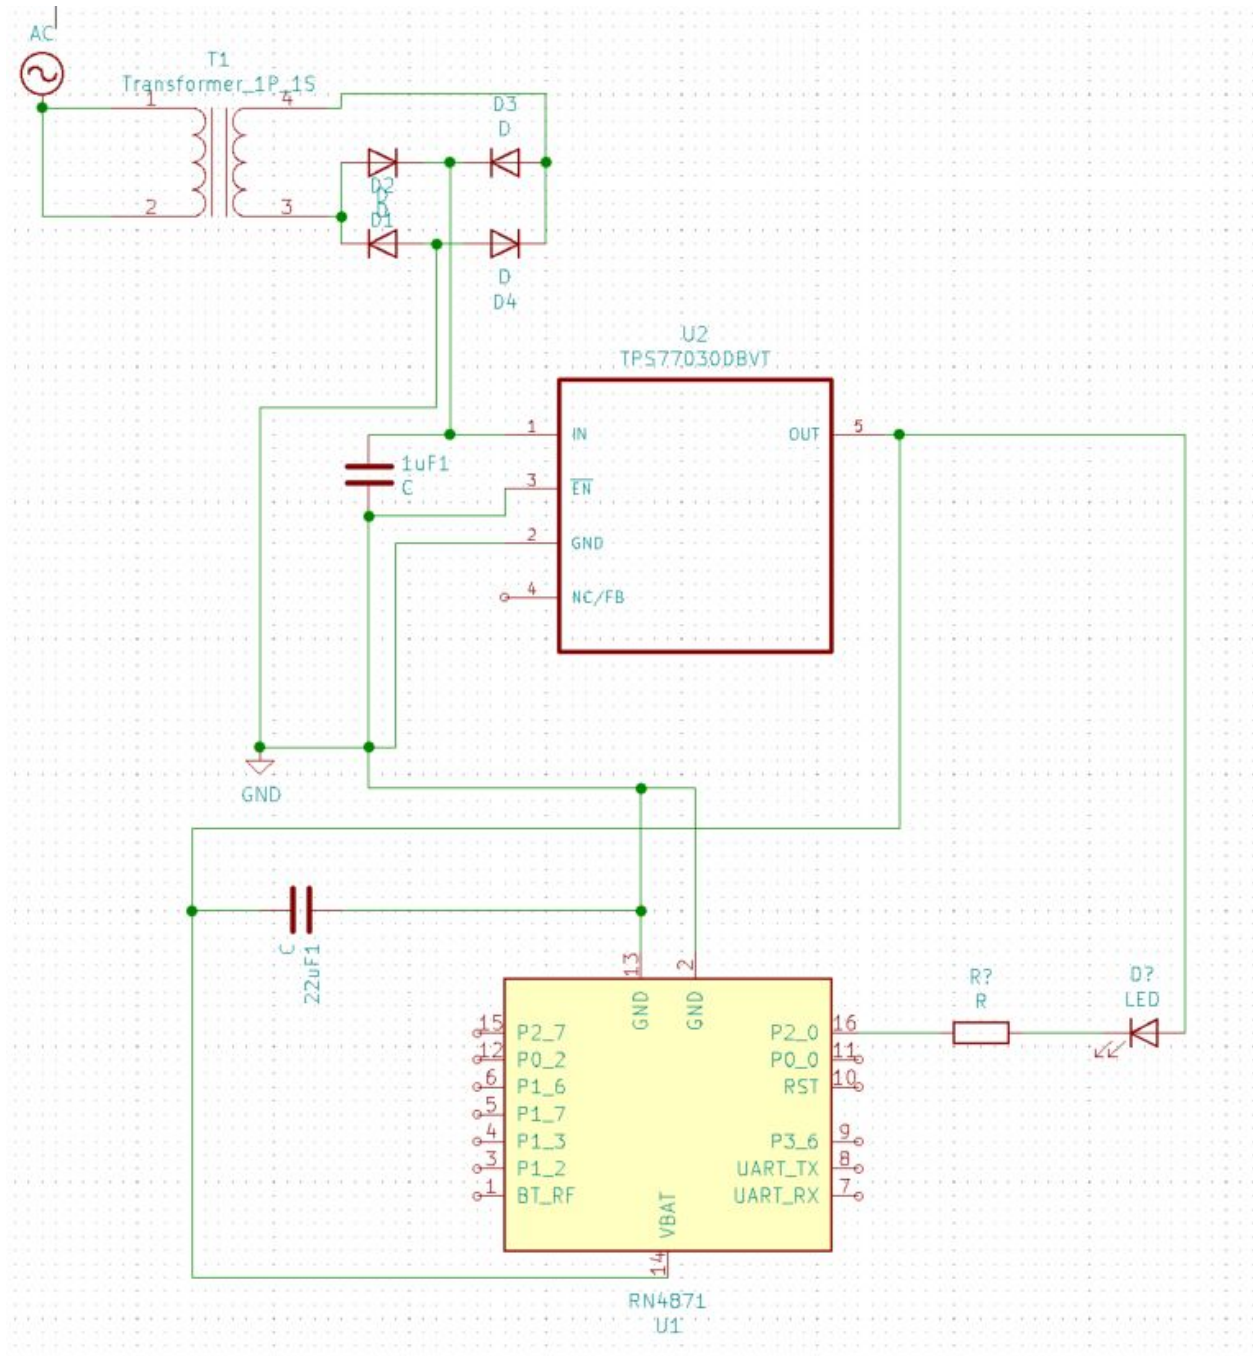 AC
T1
Transformer_1P_1S
1
4
2
3
D3
D
D2
D
D
D1
D
D4
U2
TPS77030DBVT
1 IN
OUT 5
1uF1
C
3 EN
2 GND
4 NC/FB
GND
C
22uF1
13
2
GND
GND
R?
R
D?
LED
15 P2_7
P2_0 16
12 P0_2
P0_0 11
6 P1_6
RST 10
5 P1_7
4 P1_3
P3_6 9
3 P1_2
UART_TX 8
1 BT_RF
UART_RX 7
VBAT
14
RN4871
U1